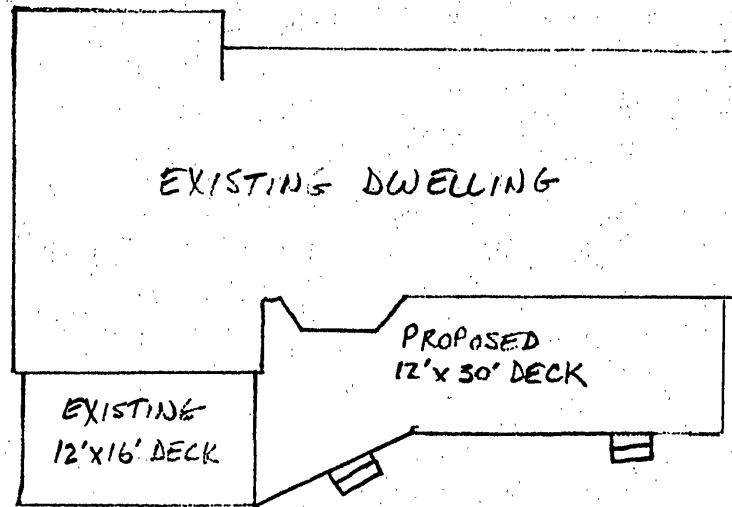 EXISTING DWELLING
PROPOSED
12'x 30' DECK
EXISTING
12'x16' DECK